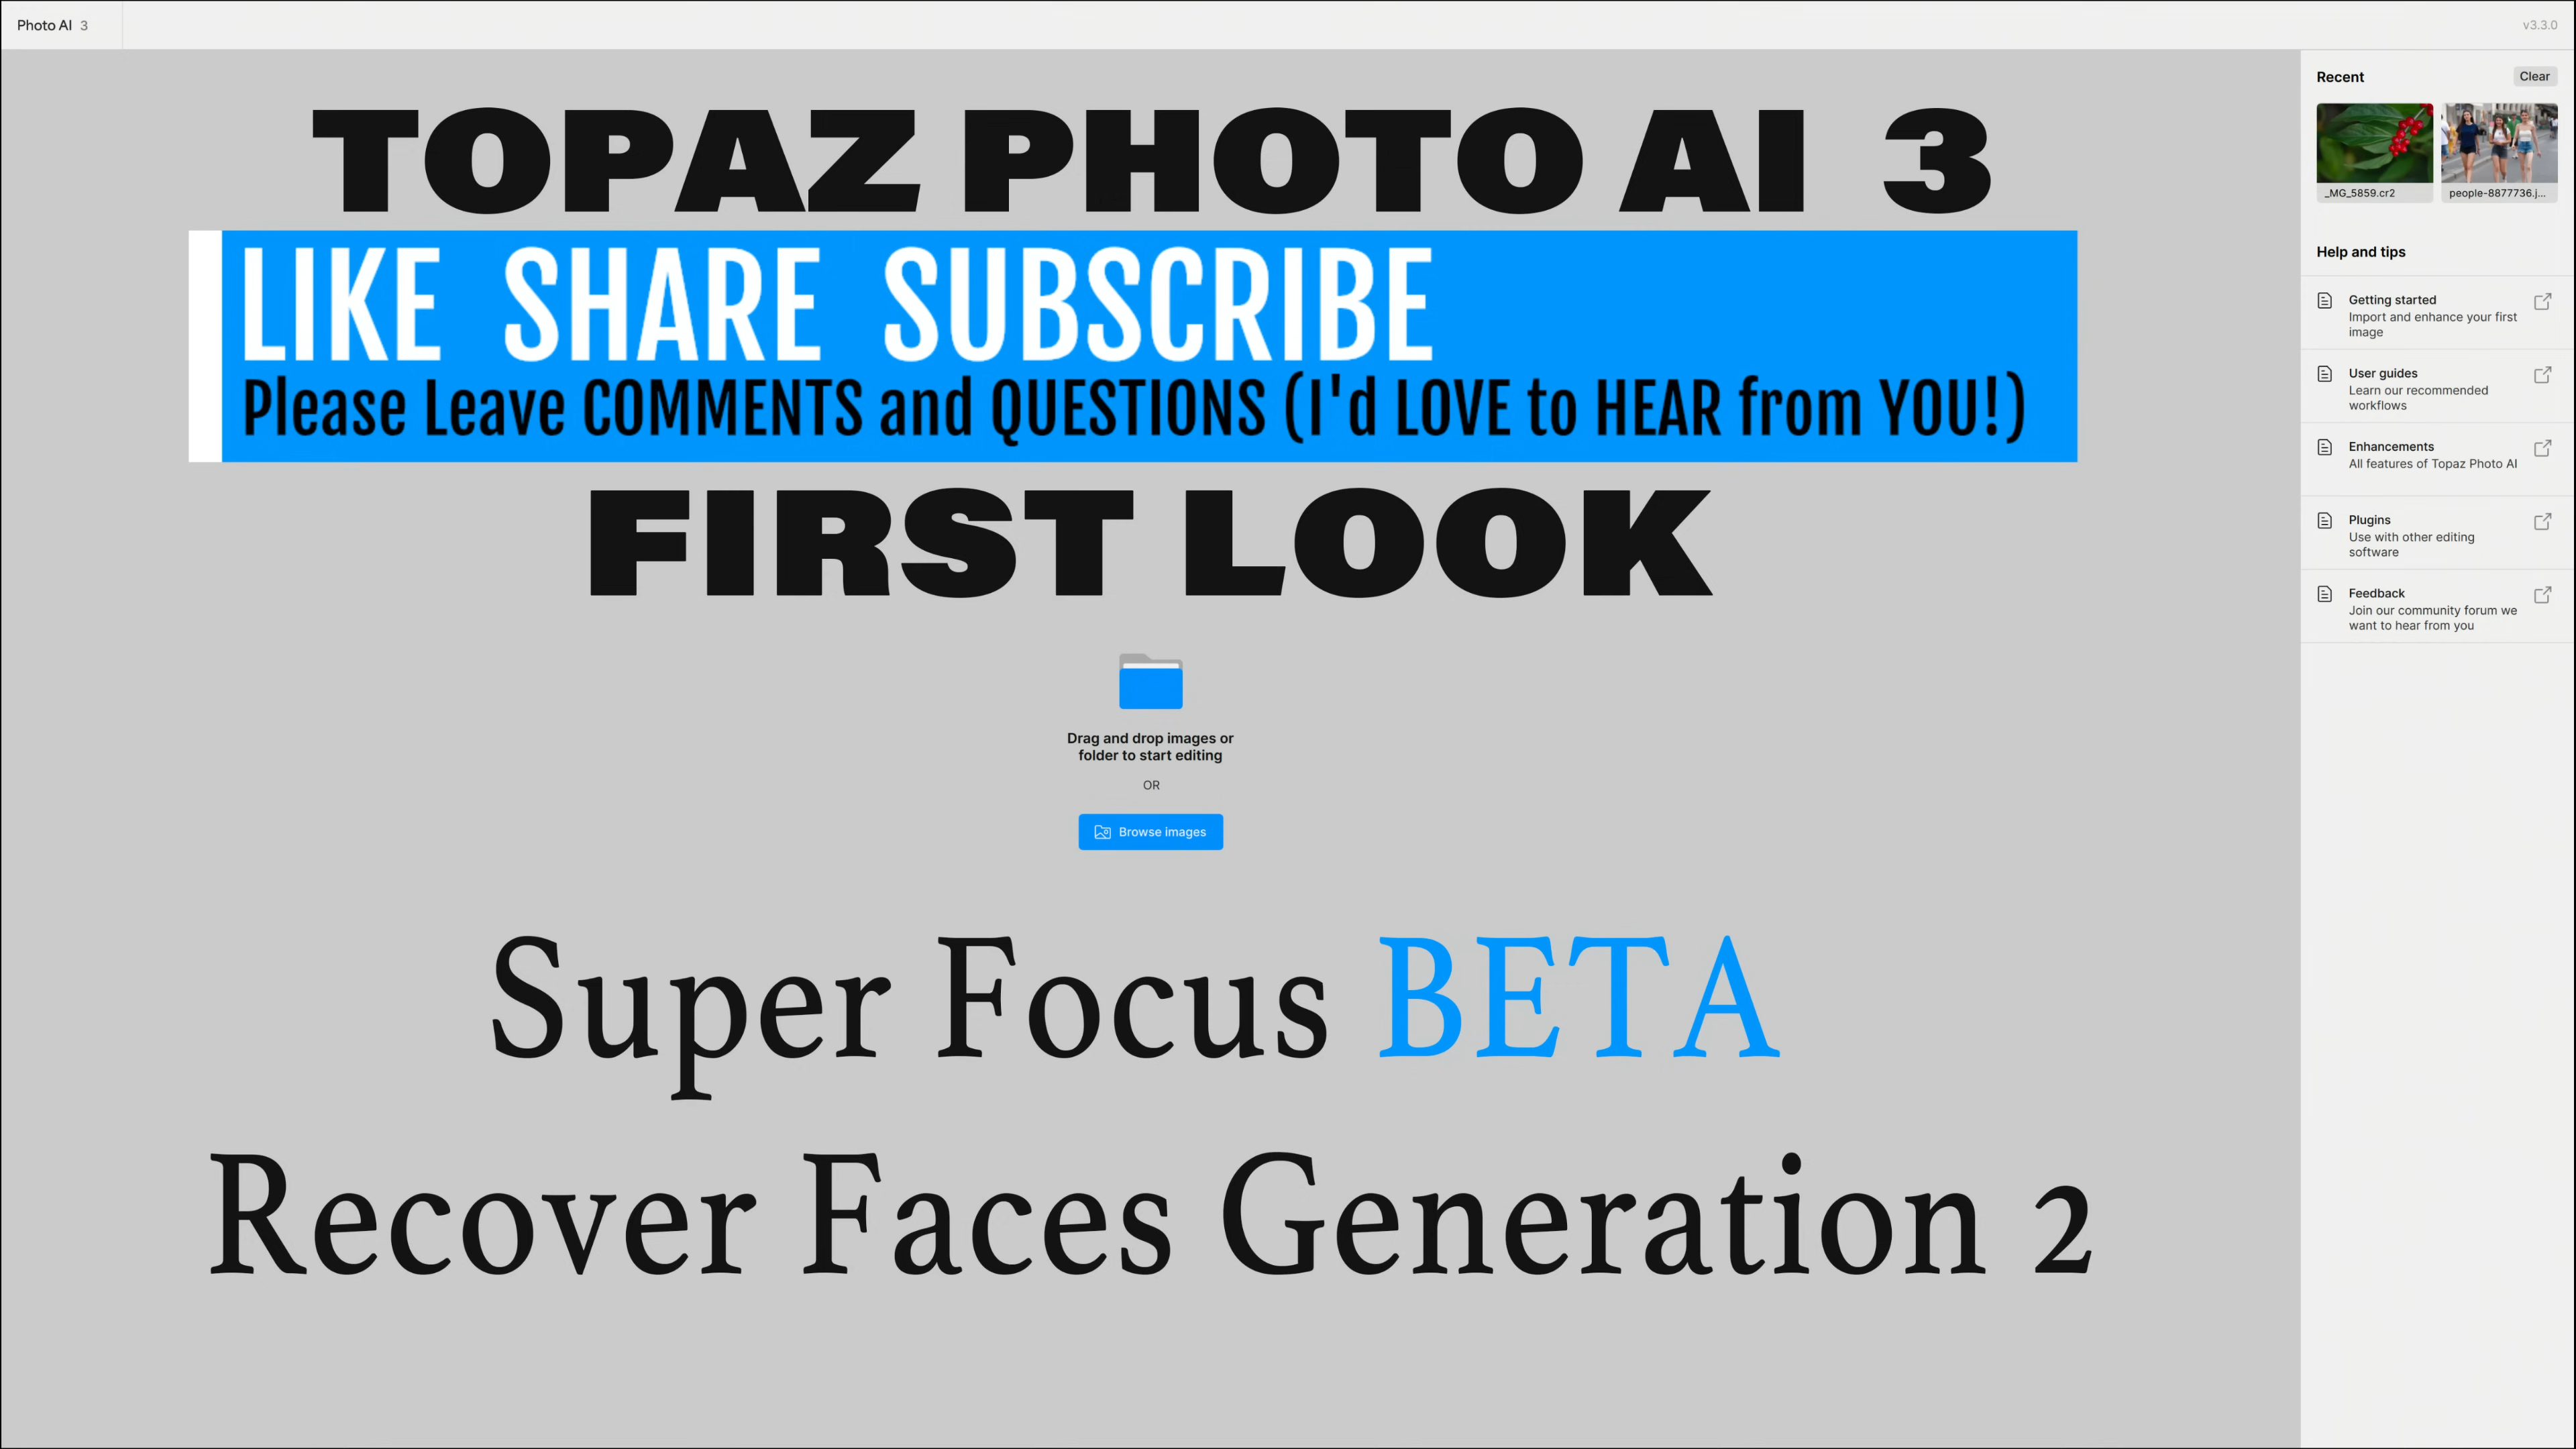 Photo AI 3
v3.3.0
TOPAZ PHOTO AI 3
LIKE SHARE SUBSCRIBE
Please Leave COMMENTS and QUESTIONS (I'd LOVE to HEAR from YOU!)
FIRST LOOK
Drag and drop images or
folder to start editing
OR
Browse images
Super Focus BETA
Recover Faces Generation 2
Recent
Clear
_MG_5859.cr2
people-8877736.j...
Help and tips
Getting started
Import and enhance your first
image
User guides
Learn our recommended
workflows
Enhancements
All features of Topaz Photo AI
Plugins
Use with other editing
software
Feedback
Join our community forum we
want to hear from you